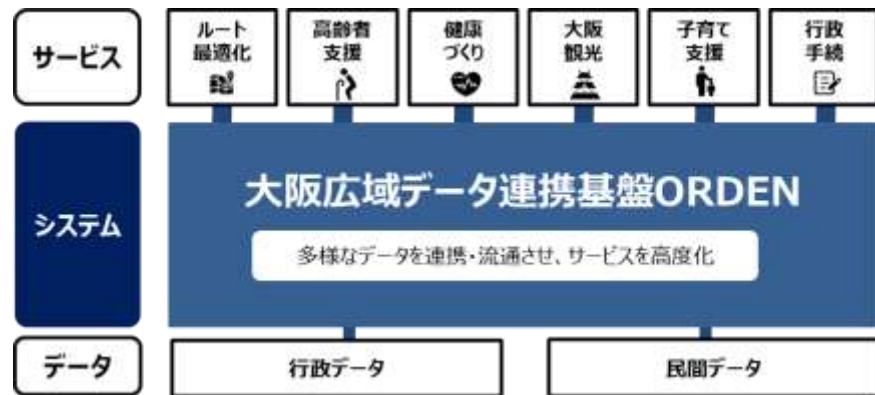 サービス
ルート
最適化
高齢者
支援
健康
づくり
大阪
観光
子育て
支援
行政
手続
システム
大阪広域データ連携基盤ORDEN
多様なデータを連携・流通させ、サービスを高度化
データ
行政データ
民間データ